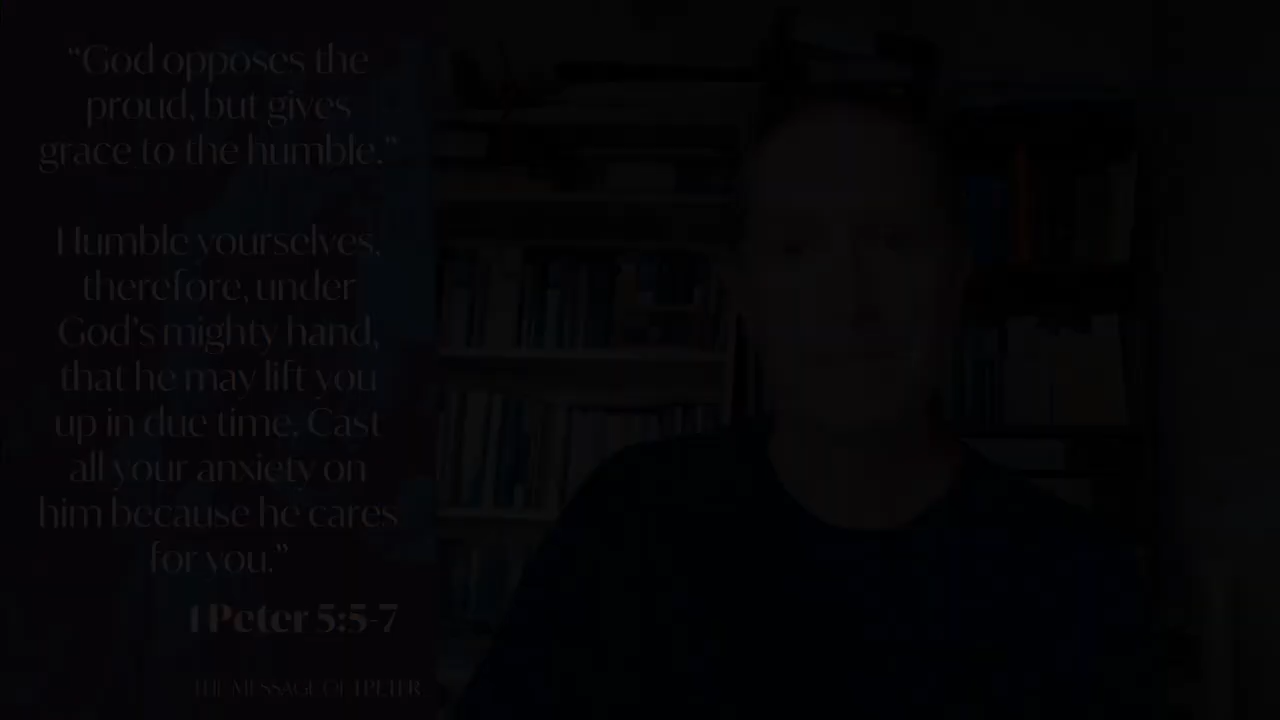 “God opposes the
proud, but gives
grace to the humble.”
Humble yourselves,
therefore, under
God’s mighty hand,
that he may lift you
up in due time. Cast
all your anxiety on
him because he cares
for you.”
1 Peter 5:5-7
THE MESSAGE OF 1 PETER